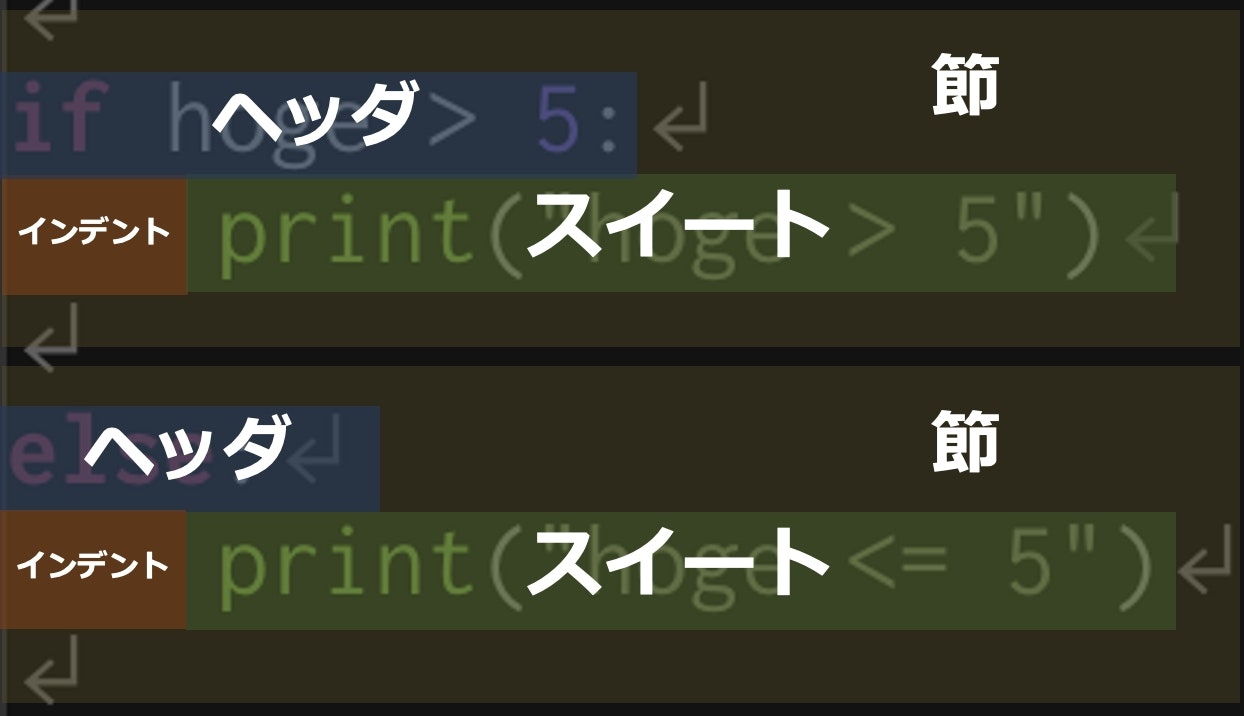 節
if hoge > 5:
ヘッダ
インデント
print("hoge > 5")
スイート
節
else:
ヘッダ
インデント
print("hoge <= 5")
スイート